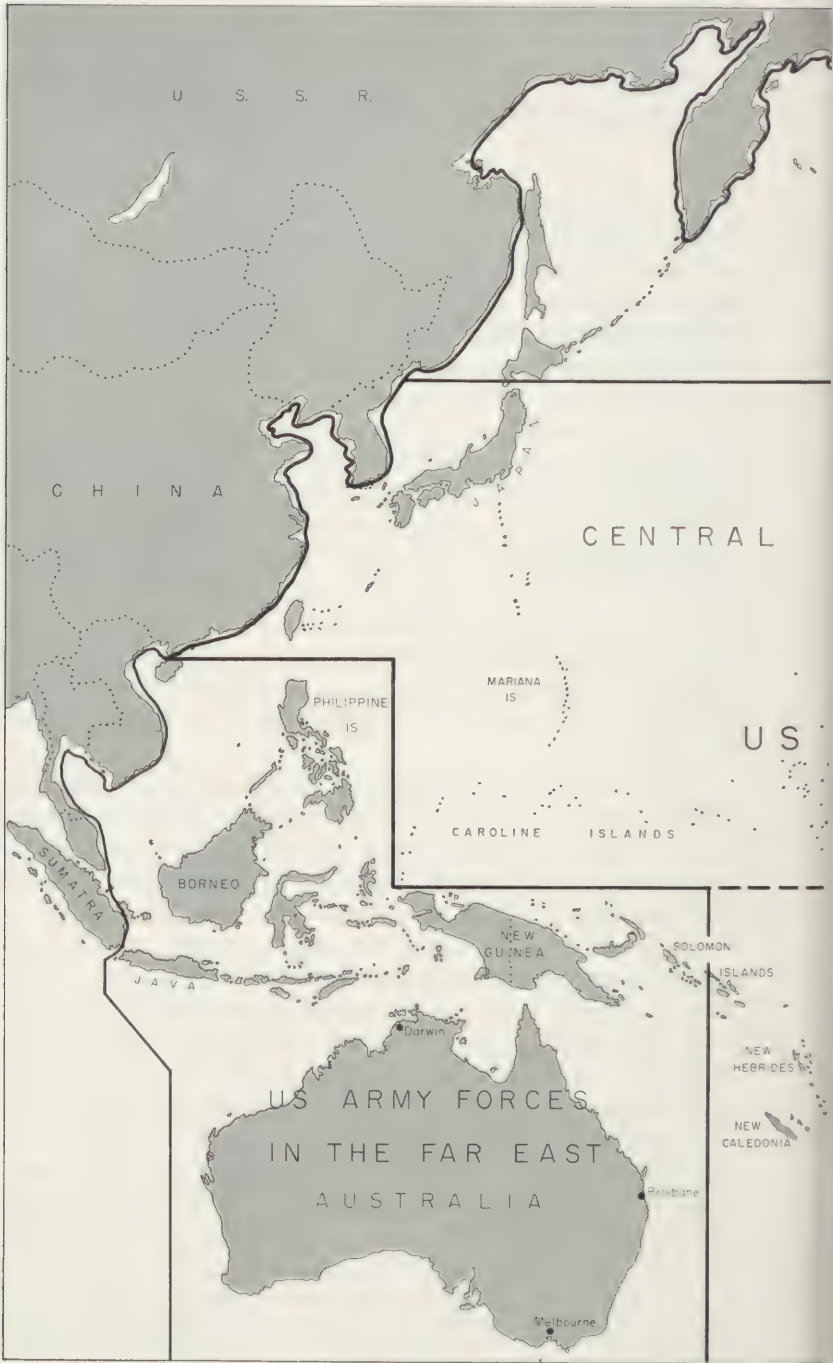 U. S. S. R.
CHINA
JAPAN
CENTRAL
MARIANA
IS
PHILIPPINE
IS
US
CAROLINE ISLANDS
SUMATRA
BORNEO
NEW
GUINEA
SOLOMON
ISLANDS
JAVA
Darwin
NEW
HEBRIDES
NEW
CALEDONIA
US ARMY FORCES
IN THE FAR EAST
AUSTRALIA
Brisbane
Melbourne